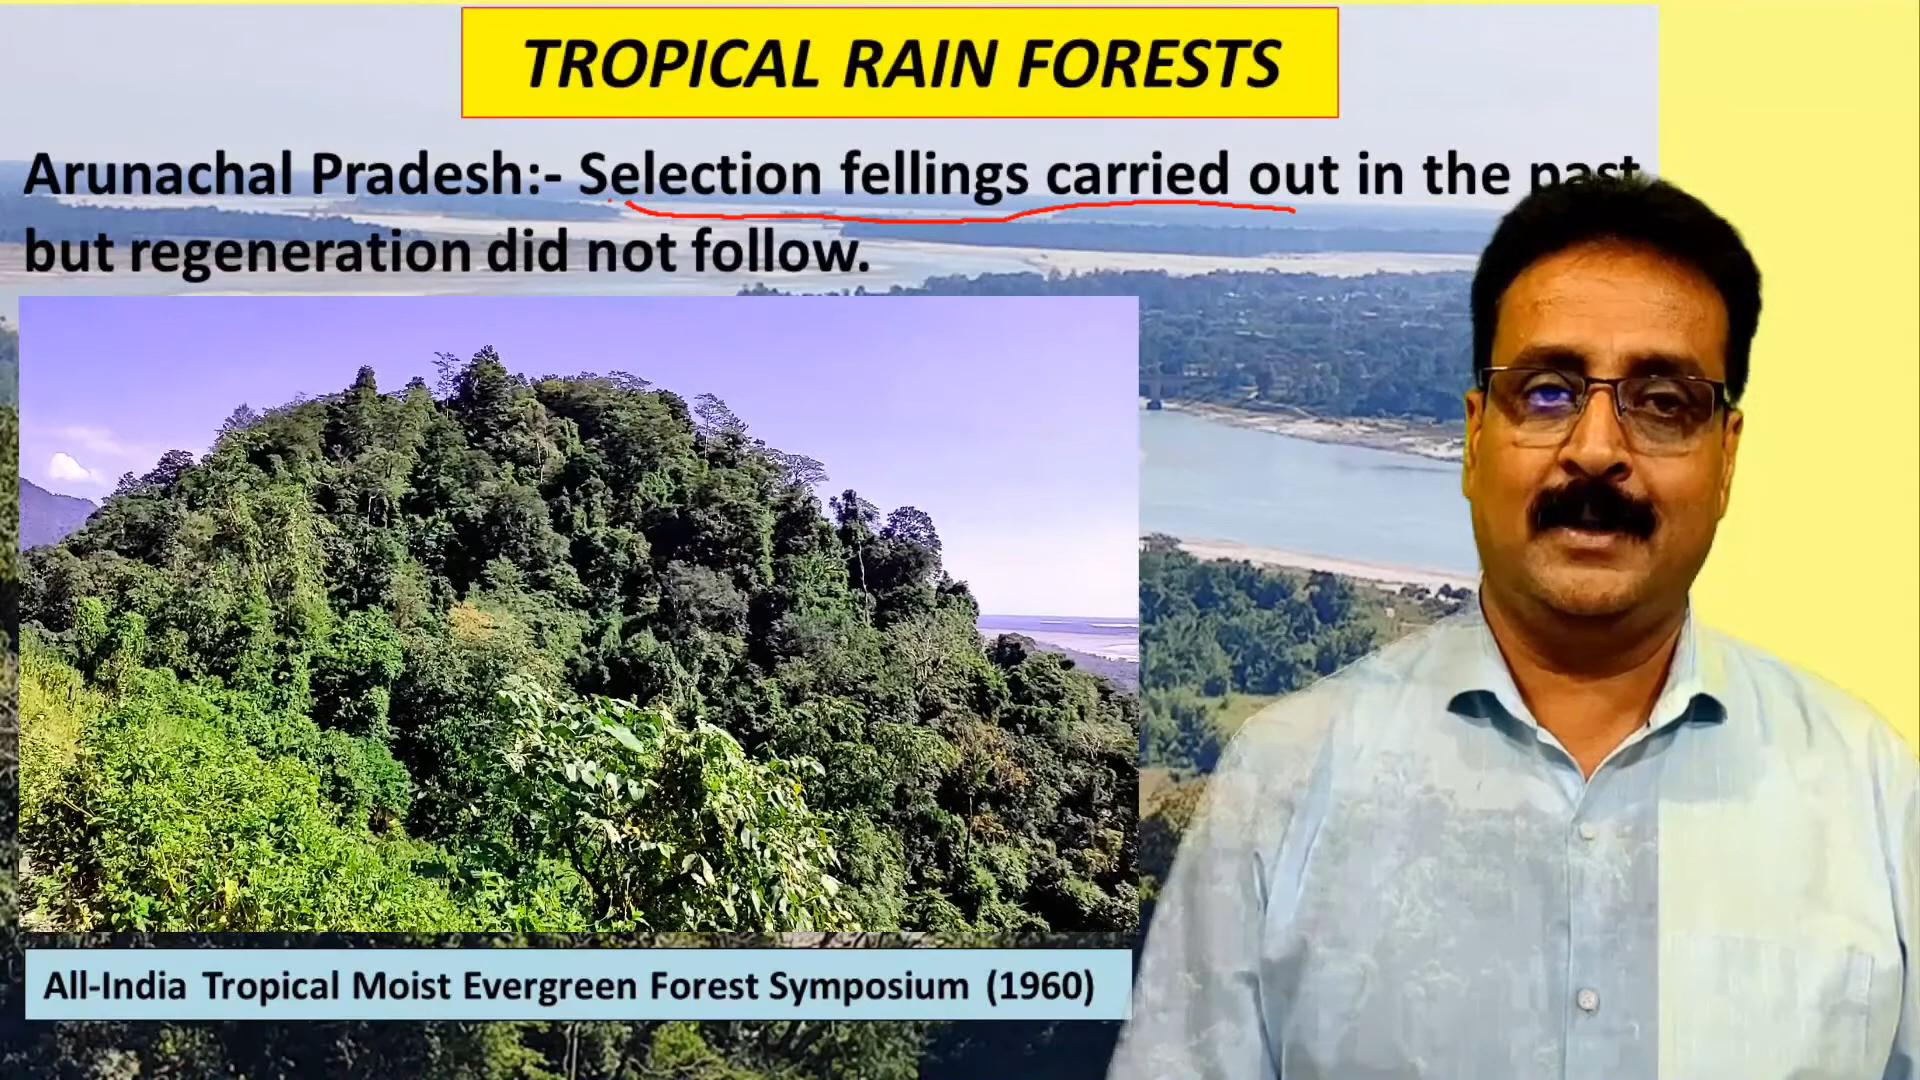 TROPICAL RAIN FORESTS
Arunachal Pradesh:- Selection fellings carried out in the past
but regeneration did not follow.
All-India Tropical Moist Evergreen Forest Symposium (1960)